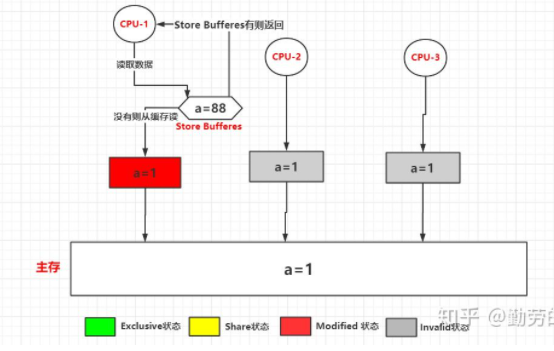 CPU-1
Store Bufferes有则返回
CPU-2
CPU-3
读取数据
a=88
没有则从缓存读
Store Bufferes
a=1
a=1
a=1
主存
a=1
Exclusive状态
Share状态
Modified 状态
Invalid状态
知乎 @勤劳的